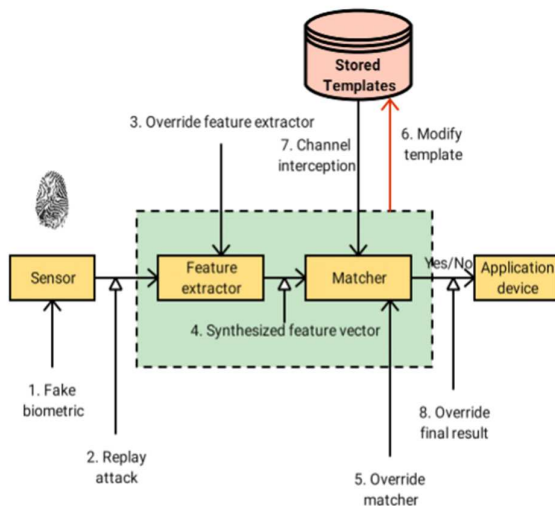 Stored
Templates
3. Override feature extractor
7. Channel
interception
6. Modify
template
Sensor
Feature
extractor
Matcher
Yes/No
Application
device
4. Synthesized feature vector
1. Fake
biometric
2. Replay
attack
5. Override
matcher
8. Override
final result